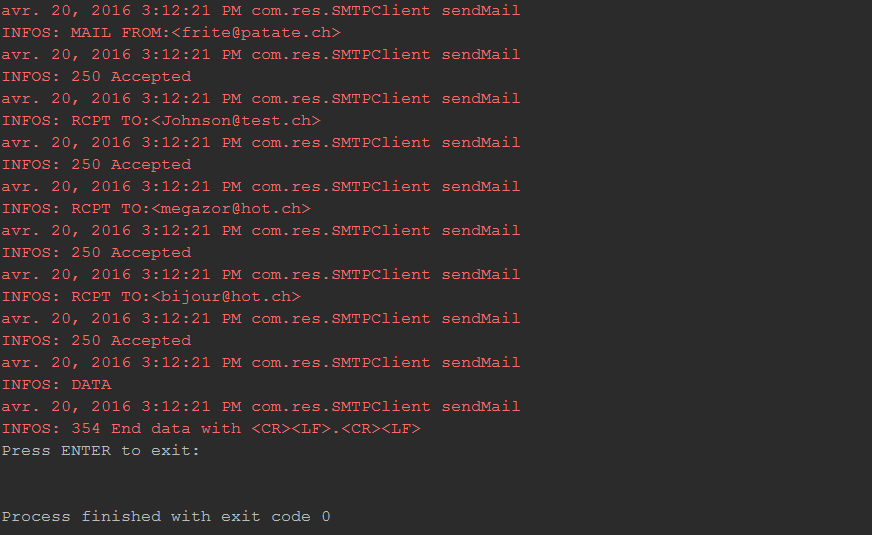 avr. 20, 2016 3:12:21 PM com.res.SMTPClient sendMail
INFOS: MAIL FROM:<frite@patate.ch>
avr. 20, 2016 3:12:21 PM com.res.SMTPClient sendMail
INFOS: 250 Accepted
avr. 20, 2016 3:12:21 PM com.res.SMTPClient sendMail
INFOS: RCPT TO:<Johnson@test.ch>
avr. 20, 2016 3:12:21 PM com.res.SMTPClient sendMail
INFOS: 250 Accepted
avr. 20, 2016 3:12:21 PM com.res.SMTPClient sendMail
INFOS: RCPT TO:<megazor@hot.ch>
avr. 20, 2016 3:12:21 PM com.res.SMTPClient sendMail
INFOS: 250 Accepted
avr. 20, 2016 3:12:21 PM com.res.SMTPClient sendMail
INFOS: RCPT TO:<bijour@hot.ch>
avr. 20, 2016 3:12:21 PM com.res.SMTPClient sendMail
INFOS: 250 Accepted
avr. 20, 2016 3:12:21 PM com.res.SMTPClient sendMail
INFOS: DATA
avr. 20, 2016 3:12:21 PM com.res.SMTPClient sendMail
INFOS: 354 End data with <CR><LF>.<CR><LF>
Press ENTER to exit:
Process finished with exit code 0